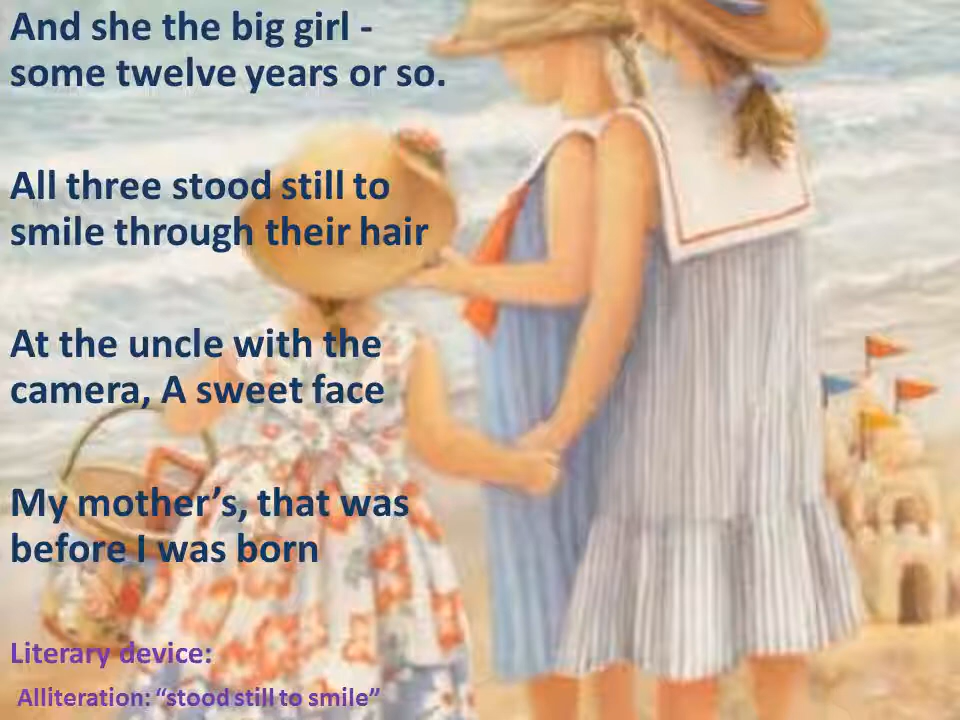 And she the big girl -
some twelve years or so.
All three stood still to
smile through their hair
At the uncle with the
camera, A sweet face
My mother’s, that was
before I was born
Literary device:
Alliteration: “stood still to smile”